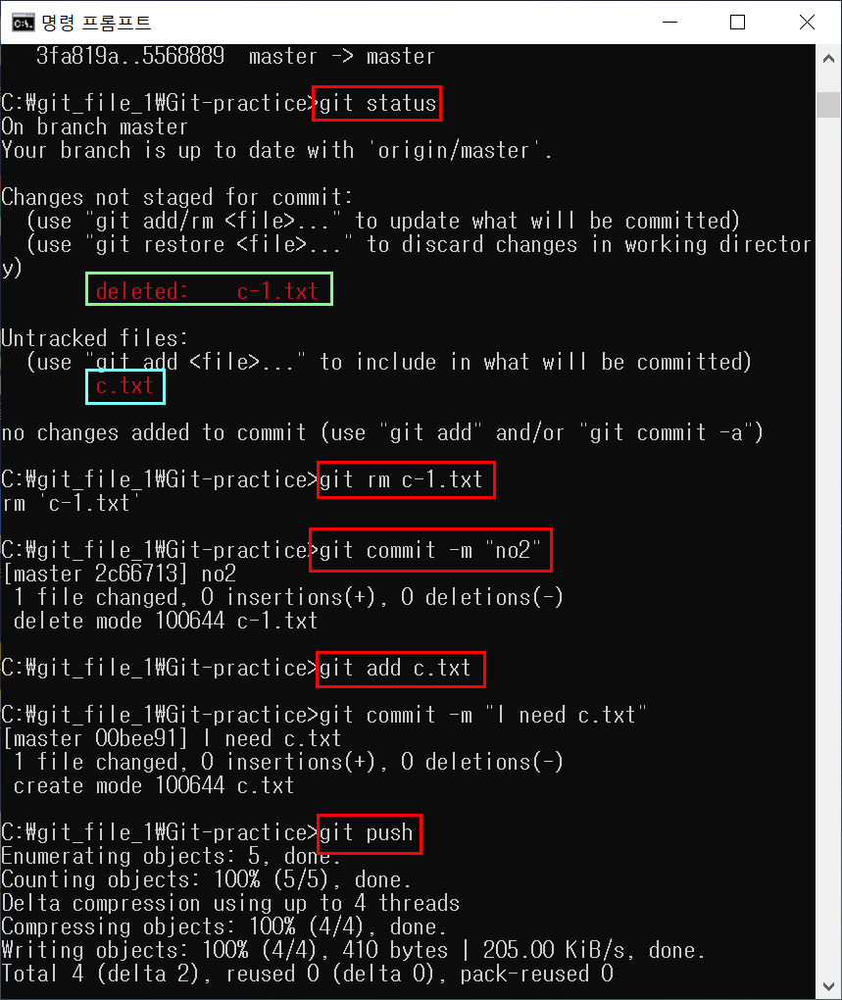 명령 프롬프트
3fa819a..5568889  master -> master
C:\git_file_1\Git-practice>git status
On branch master
Your branch is up to date with 'origin/master'.
Changes not staged for commit:
(use "git add/rm <file>..." to update what will be committed)
(use "git restore <file>..." to discard changes in working director
y)
deleted:    c-1.txt
Untracked files:
(use "git add <file>..." to include in what will be committed)
c.txt
no changes added to commit (use "git add" and/or "git commit -a")
C:\git_file_1\Git-practice>git rm c-1.txt
rm 'c-1.txt'
C:\git_file_1\Git-practice>git commit -m "no2"
[master 2c66713] no2
1 file changed, 0 insertions(+), 0 deletions(-)
delete mode 100644 c-1.txt
C:\git_file_1\Git-practice>git add c.txt
C:\git_file_1\Git-practice>git commit -m "I need c.txt"
[master 00bee91] I need c.txt
1 file changed, 0 insertions(+), 0 deletions(-)
create mode 100644 c.txt
C:\git_file_1\Git-practice>git push
Enumerating objects: 5, done.
Counting objects: 100% (5/5), done.
Delta compression using up to 4 threads
Compressing objects: 100% (4/4), done.
Writing objects: 100% (4/4), 410 bytes | 205.00 KiB/s, done.
Total 4 (delta 2), reused 0 (delta 0), pack-reused 0